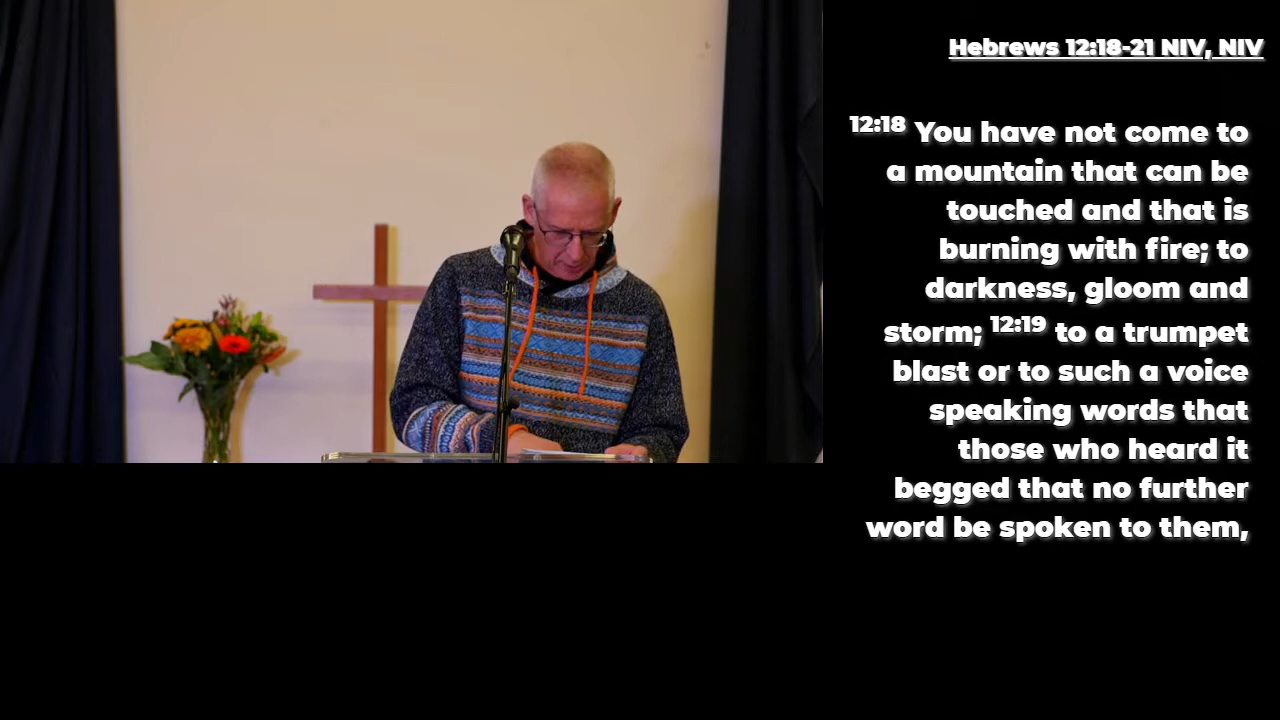 Hebrews 12:18-21 NIV, NIV
12:18 You have not come to
a mountain that can be
touched and that is
burning with fire; to
darkness, gloom and
storm; 12:19 to a trumpet
blast or to such a voice
speaking words that
those who heard it
begged that no further
word be spoken to them,